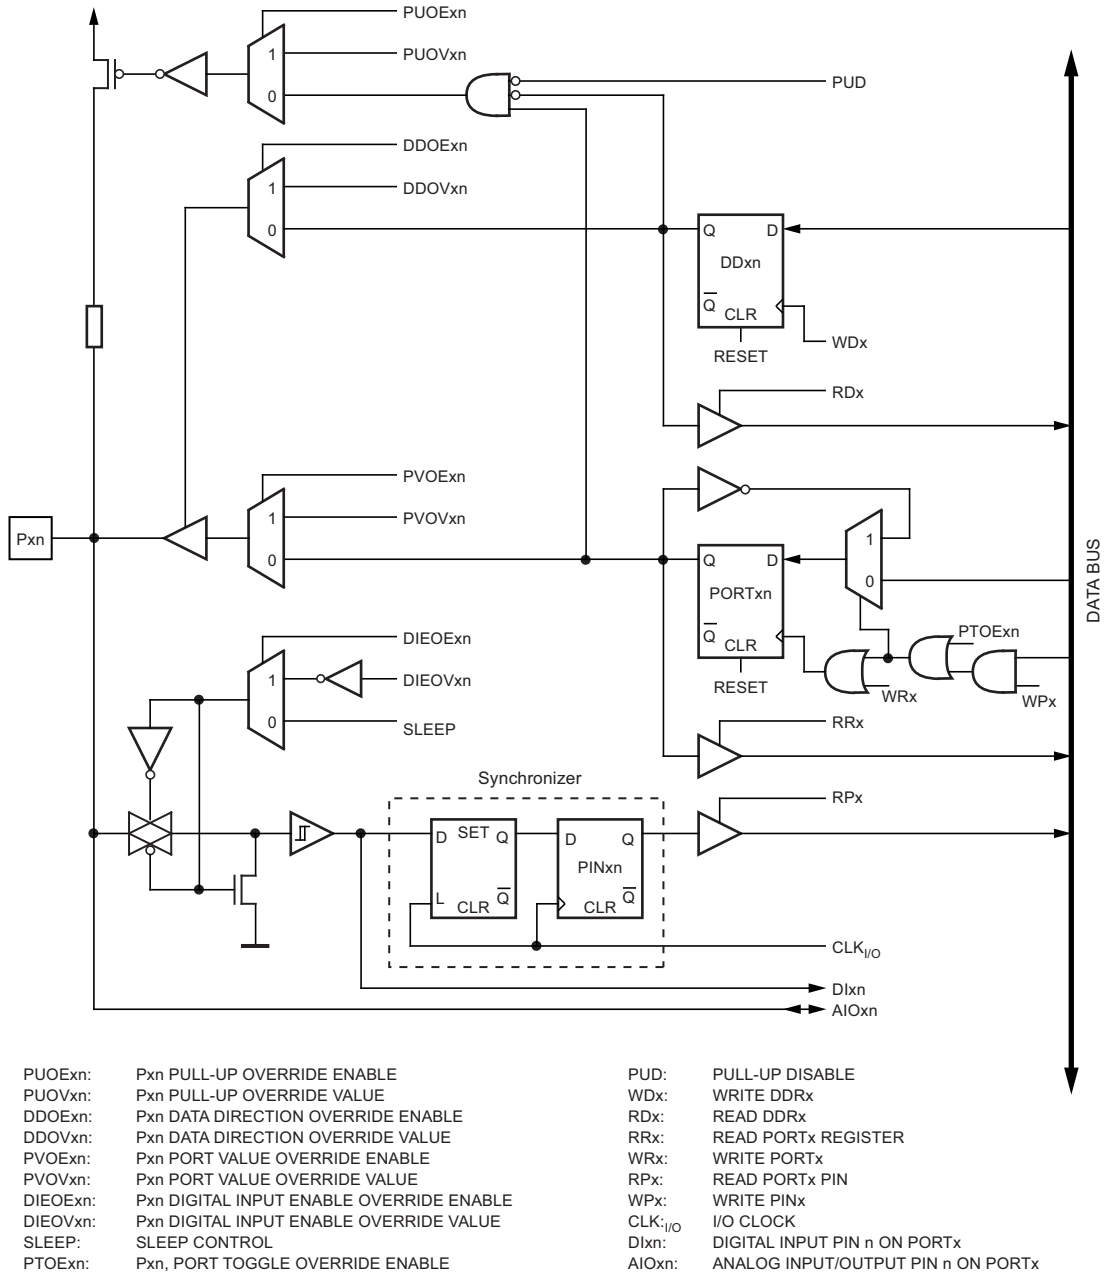 PUOExn
1
PUOVxn
0
PUD
DDOExn
1
DDOVxn
0
Q D
DDxn
Q
CLR
RESET
WDx
RDx
PVOExn
1
PVOVxn
0
Pxn
Q D
PORTxn
Q
CLR
RESET
1
0
PTOExn
WRx
WPx
DATA BUS
DIEOExn
1
DIEOVxn
0
SLEEP
RRx
Synchronizer
RPx
D SET Q
L CLR Q
D Q
PINxn
CLR Q
CLKI/O
DIxn
AIOxn
PUOExn: Pxn PULL-UP OVERRIDE ENABLE
PUOVxn: Pxn PULL-UP OVERRIDE VALUE
DDOExn: Pxn DATA DIRECTION OVERRIDE ENABLE
DDOVxn: Pxn DATA DIRECTION OVERRIDE VALUE
PVOExn: Pxn PORT VALUE OVERRIDE ENABLE
PVOVxn: Pxn PORT VALUE OVERRIDE VALUE
DIEOExn: Pxn DIGITAL INPUT ENABLE OVERRIDE ENABLE
DIEOVxn: Pxn DIGITAL INPUT ENABLE OVERRIDE VALUE
SLEEP: SLEEP CONTROL
PTOExn: Pxn, PORT TOGGLE OVERRIDE ENABLE
PUD: PULL-UP DISABLE
WDx: WRITE DDRx
RDx: READ DDRx
RRx: READ PORTx REGISTER
WRx: WRITE PORTx
RPx: READ PORTx PIN
WPx: WRITE PINx
CLK:I/O I/O CLOCK
DIxn: DIGITAL INPUT PIN n ON PORTx
AIOxn: ANALOG INPUT/OUTPUT PIN n ON PORTx